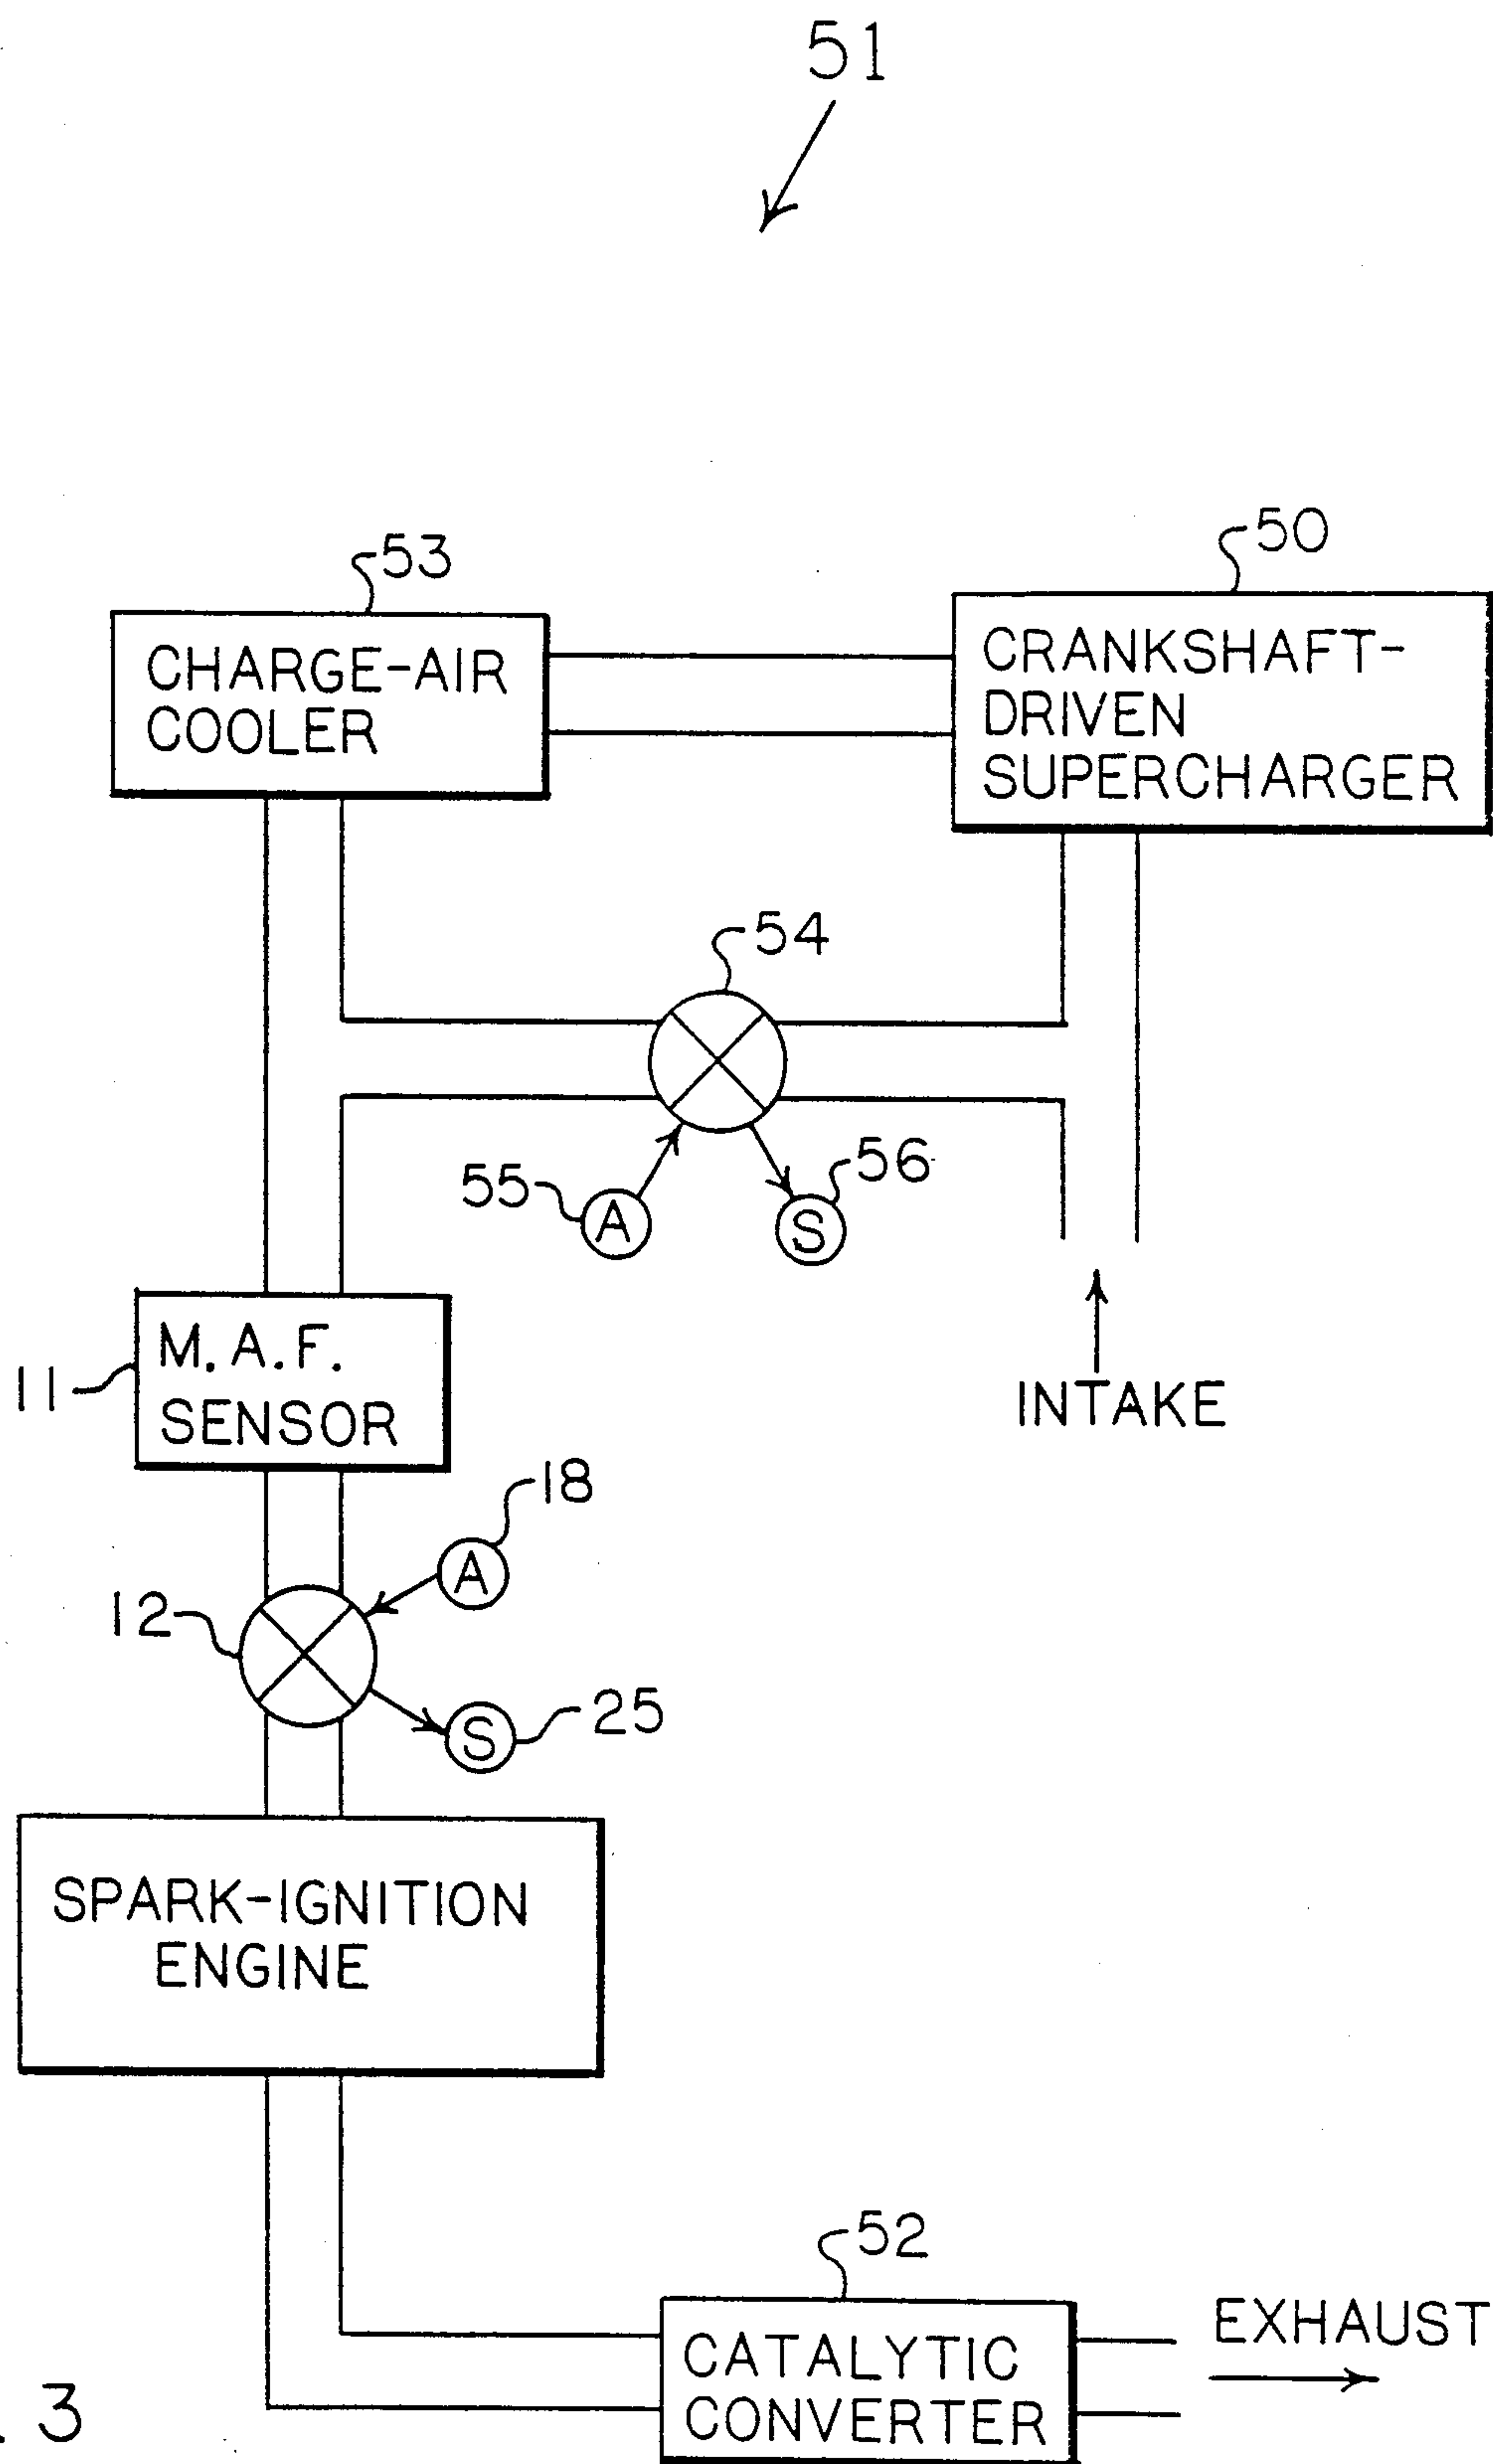 51
53
50
CHARGE-AIR
COOLER
CRANKSHAFT-
DRIVEN
SUPERCHARGER
54
55
A
56
S
INTAKE
11
M. A. F.
SENSOR
18
A
12
S
25
SPARK-IGNITION
ENGINE
52
CATALYTIC
CONVERTER
EXHAUST
3